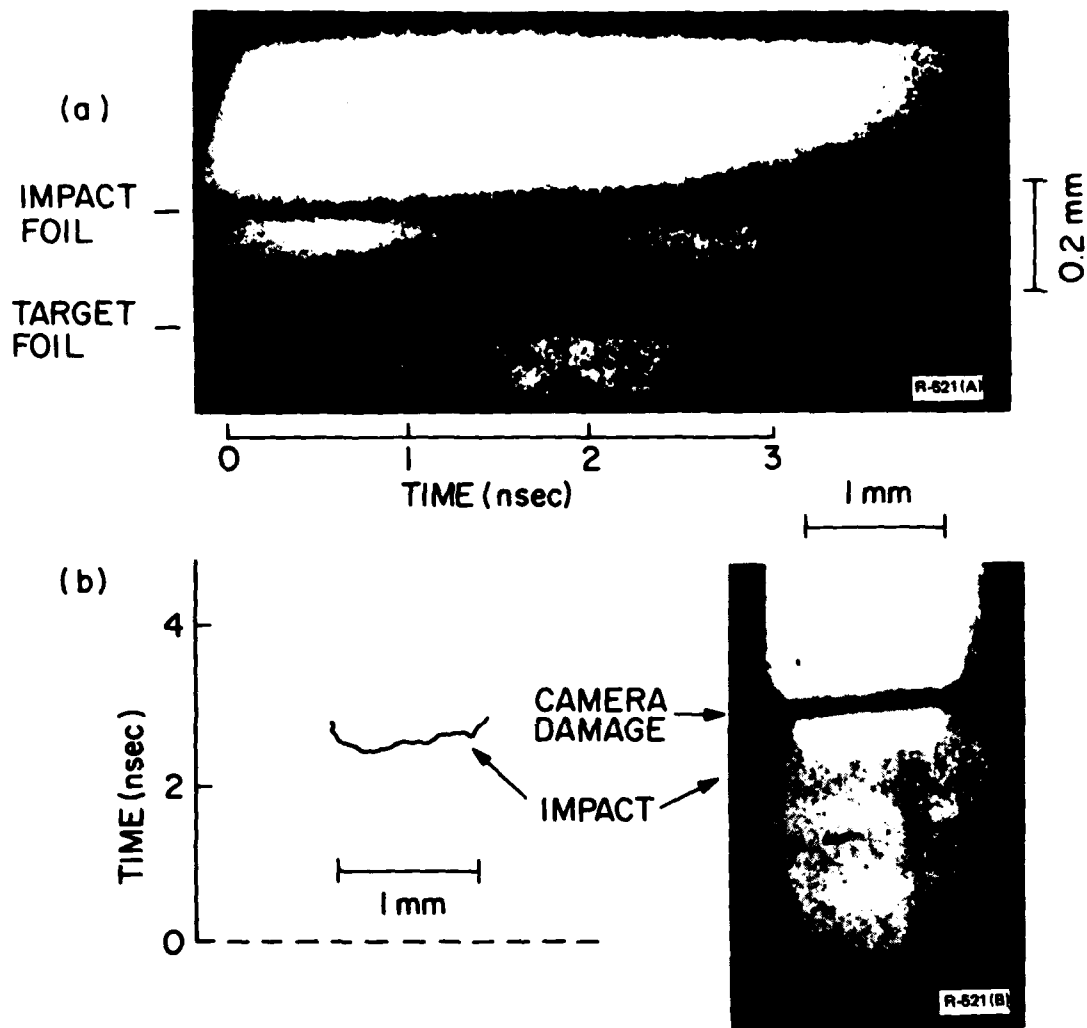 (a)
IMPACT
FOIL
TARGET
FOIL
0.2 mm
R-521(A)
0 1 2 3
TIME (nsec)
1 mm
(b)
4
2
0
TIME (nsec)
CAMERA
DAMAGE
IMPACT
1 mm
R-521(B)